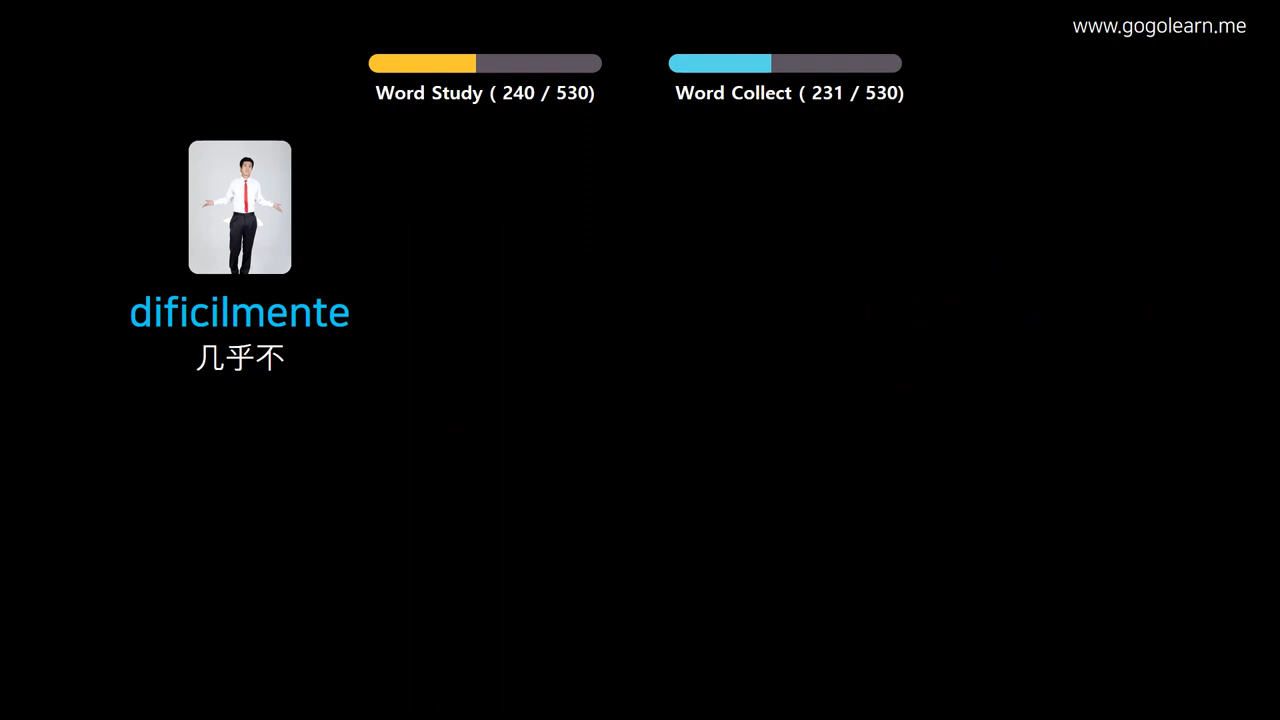 www.gogolearn.me
Word Study ( 240 / 530)
Word Collect ( 231 / 530)
dificilmente
几乎不